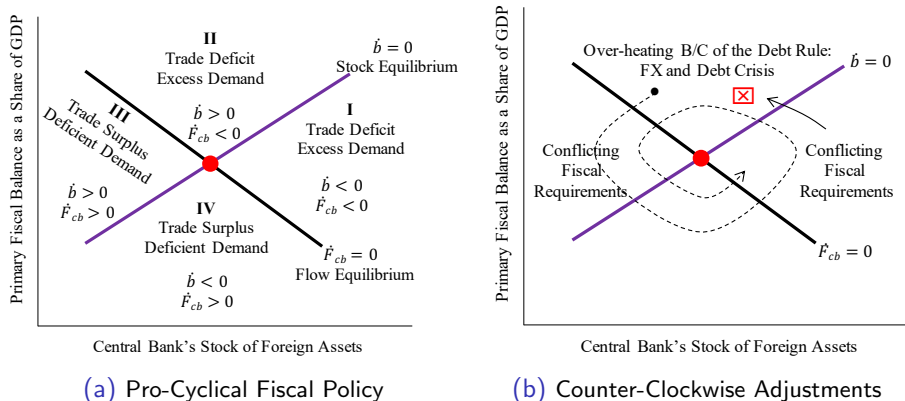 Primary Fiscal Balance as a Share of GDP
II
Trade Deficit
Excess Demand
ḃ = 0
Stock Equilibrium
III
Trade Surplus
Deficient Demand
ḃ > 0
Ḟcb < 0
I
Trade Deficit
Excess Demand
ḃ > 0
Ḟcb > 0
ḃ < 0
Ḟcb < 0
IV
Trade Surplus
Deficient Demand
Ḟcb = 0
Flow Equilibrium
ḃ < 0
Ḟcb > 0
Central Bank's Stock of Foreign Assets
(a) Pro-Cyclical Fiscal Policy
Primary Fiscal Balance as a Share of GDP
Over-heating B/C of the Debt Rule:
FX and Debt Crisis
ḃ = 0
Conflicting
Fiscal
Requirements
Conflicting
Fiscal
Requirements
Ḟcb = 0
Central Bank's Stock of Foreign Assets
(b) Counter-Clockwise Adjustments